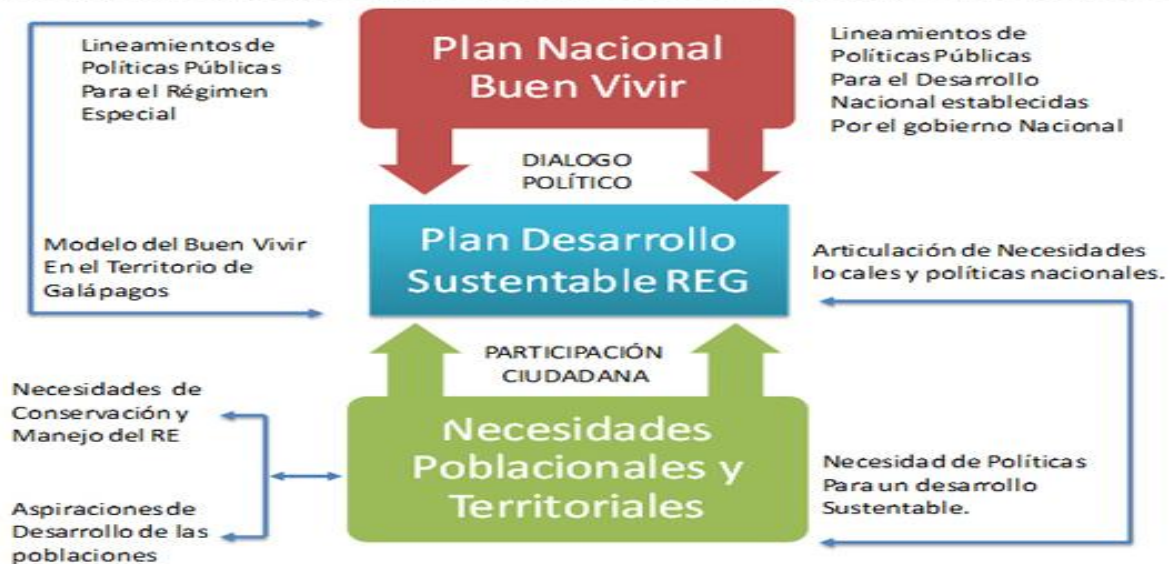 Lineamientos de
Políticas Públicas
Para el Régimen
Especial
Plan Nacional
Buen Vivir
Lineamientos de
Políticas Públicas
Para el Desarrollo
Nacional establecidas
Por el gobierno Nacional
DIALOGO
POLÍTICO
Modelo del Buen Vivir
En el Territorio de
Galápagos
Plan Desarrollo
Sustentable REG
Articulación de Necesidades
locales y políticas nacionales.
PARTICIPACIÓN
CIUDADANA
Necesidades de
Conservación y
Manejo del RE
Aspiraciones de
Desarrollo de las
poblaciones
Necesidades
Poblacionales y
Territoriales
Necesidad de Políticas
Para un desarrollo
Sustentable.